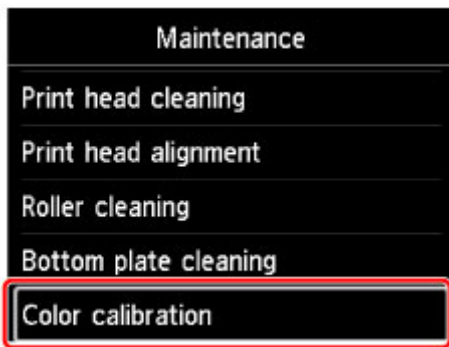 Maintenance
Print head cleaning
Print head alignment
Roller cleaning
Bottom plate cleaning
Color calibration